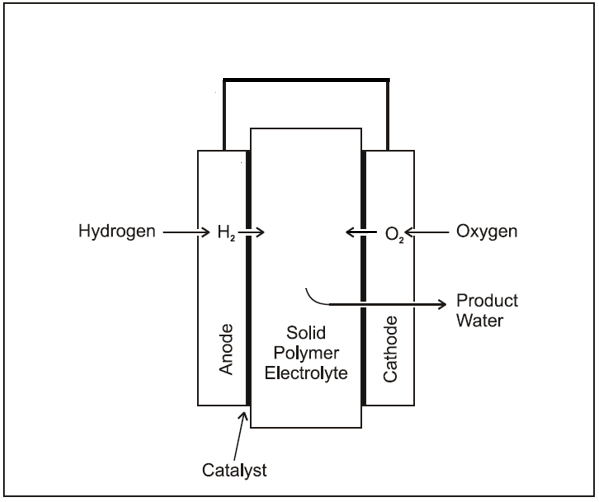 Hydrogen
H₂
O₂
Oxygen
Product
Water
Anode
Solid
Polymer
Electrolyte
Cathode
Catalyst